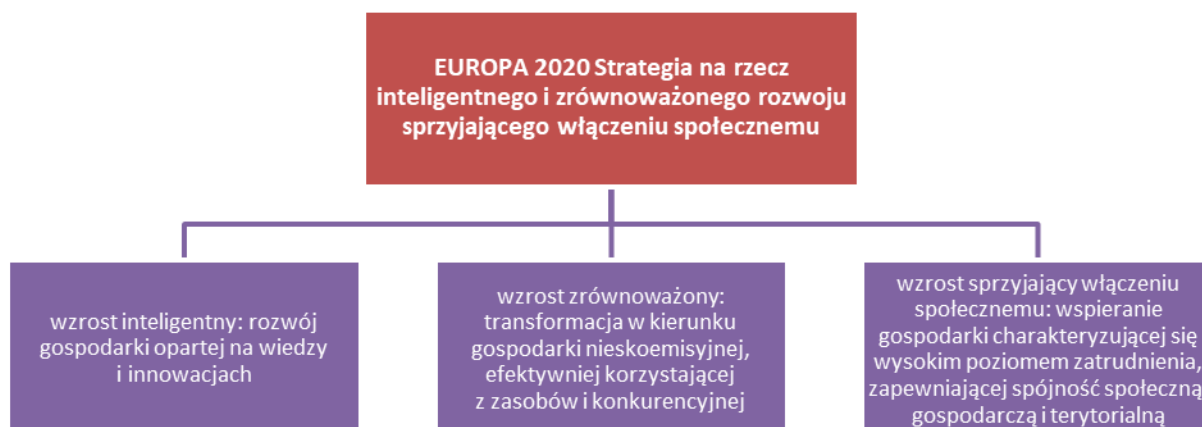 EUROPA 2020 Strategia na rzecz
inteligentnego i zrównoważonego rozwoju
sprzyjającego włączeniu społecznemu
wzrost inteligentny: rozwój
gospodarki opartej na wiedzy
i innowacjach
wzrost zrównoważony:
transformacja w kierunku
gospodarki nieskoemisyjnej,
efektywniej korzystającej
z zasobów i konkurencyjnej
wzrost sprzyjający włączeniu
społecznemu: wspieranie
gospodarki charakteryzującej się
wysokim poziomem zatrudnienia,
zapewniającej spójność społeczną
gospodarczą i terytorialną